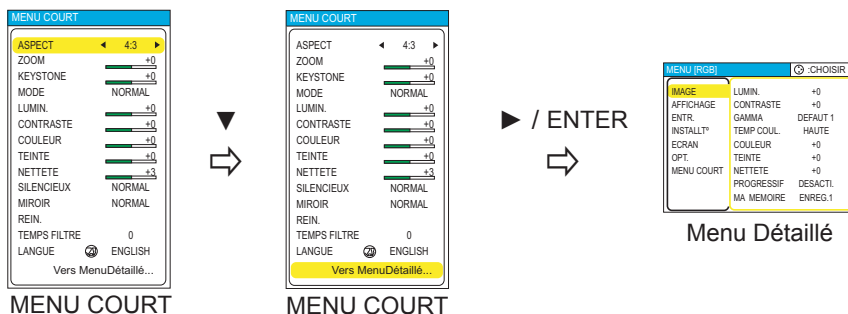 MENU COURT
ASPECT 4:3
ZOOM +0
KEYSTONE +0
MODE NORMAL
LUMIN. +0
CONTRASTE +0
COULEUR +0
TEINTE +0
NETTETE +3
SILENCIEUX NORMAL
MIROIR NORMAL
REIN.
TEMPS FILTRE 0
LANGUE ENGLISH
Vers MenuDétaillé...
MENU COURT
▼
MENU COURT
ASPECT 4:3
ZOOM +0
KEYSTONE +0
MODE NORMAL
LUMIN. +0
CONTRASTE +0
COULEUR +0
TEINTE +0
NETTETE +3
SILENCIEUX NORMAL
MIROIR NORMAL
REIN.
TEMPS FILTRE 0
LANGUE ENGLISH
Vers MenuDétaillé...
MENU COURT
► / ENTER
MENU [RGB] :CHOISIR
IMAGE LUMIN. +0
AFFICHAGE CONTRASTE +0
ENTR. GAMMA DEFAUT 1
INSTALLTº TEMP COUL. HAUTE
ECRAN COULEUR +0
OPT. TEINTE +0
MENU COURT NETTETE +0
PROGRESSIF DESACTI.
MA MEMOIRE ENREG.1
Menu Détaillé